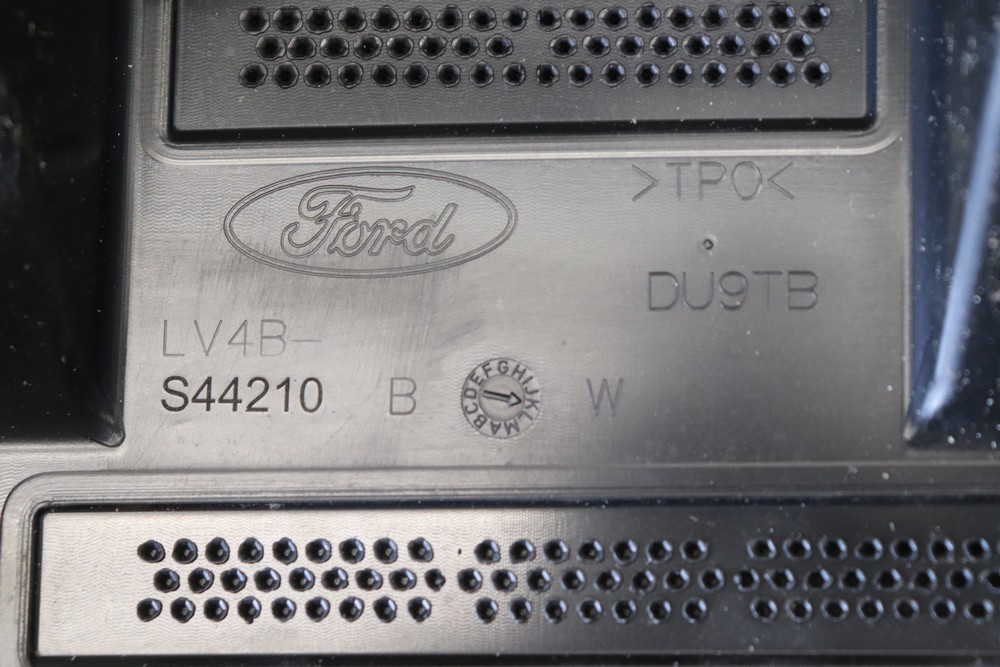 Ford
>TPO<
DU9TB
LV4B-
S44210 B W
ABCDEFGHIJKLM